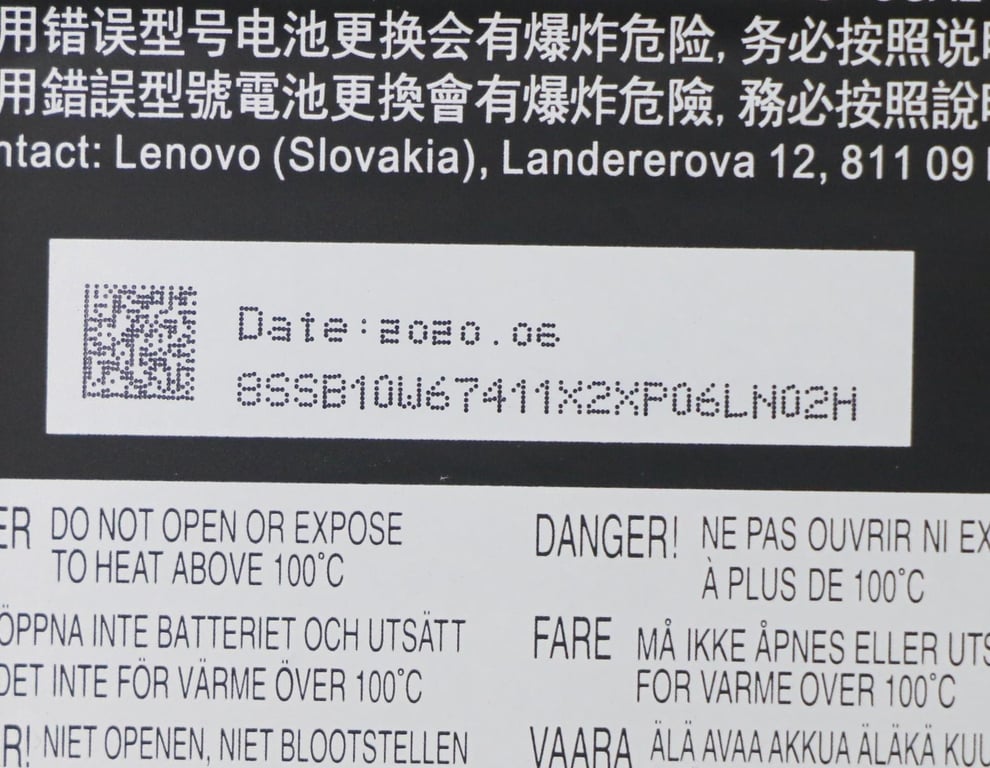 用错误型号电池更换会有爆炸危险, 务必按照说
用錯誤型號電池更換會有爆炸危險, 務必按照說
ntact: Lenovo (Slovakia), Landererova 12, 811 09
Date:2020.06
8SSB10W67411X2XP06LN02H
ER DO NOT OPEN OR EXPOSE
TO HEAT ABOVE 100°C
DANGER! NE PAS OUVRIR NI EX
À PLUS DE 100°C
ÖPPNA INTE BATTERIET OCH UTSÄTT
DET INTE FÖR VÄRME ÖVER 100°C
FARE MÅ IKKE ÅPNES ELLER UTS
FOR VARME OVER 100°C
R! NIET OPENEN, NIET BLOOTSTELLEN
VAARA ÄLÄ AVAA AKKUA ÄLÄKÄ KUU